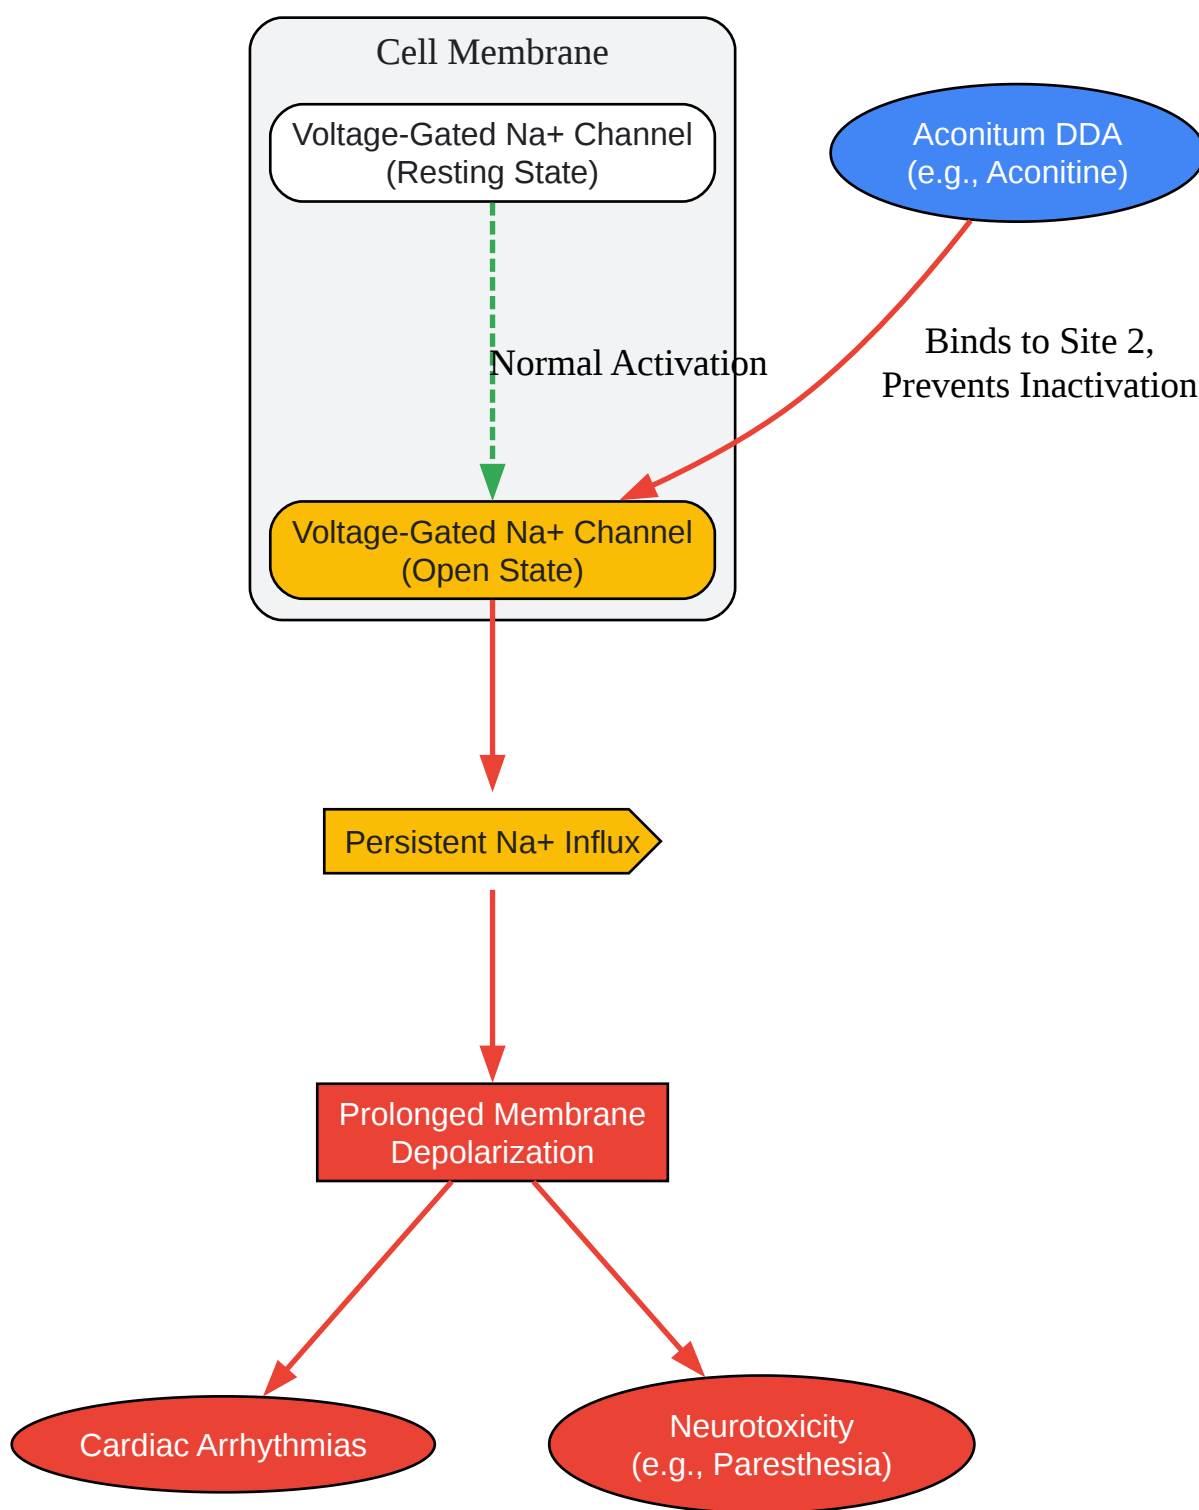 Cell Membrane
Voltage-Gated Na+ Channel
(Resting State)
Aconitum DDA
(e.g., Aconitine)
Normal Activation
Binds to Site 2,
Prevents Inactivation
Voltage-Gated Na+ Channel
(Open State)
Persistent Na+ Influx
Prolonged Membrane
Depolarization
Cardiac Arrhythmias
Neurotoxicity
(e.g., Paresthesia)